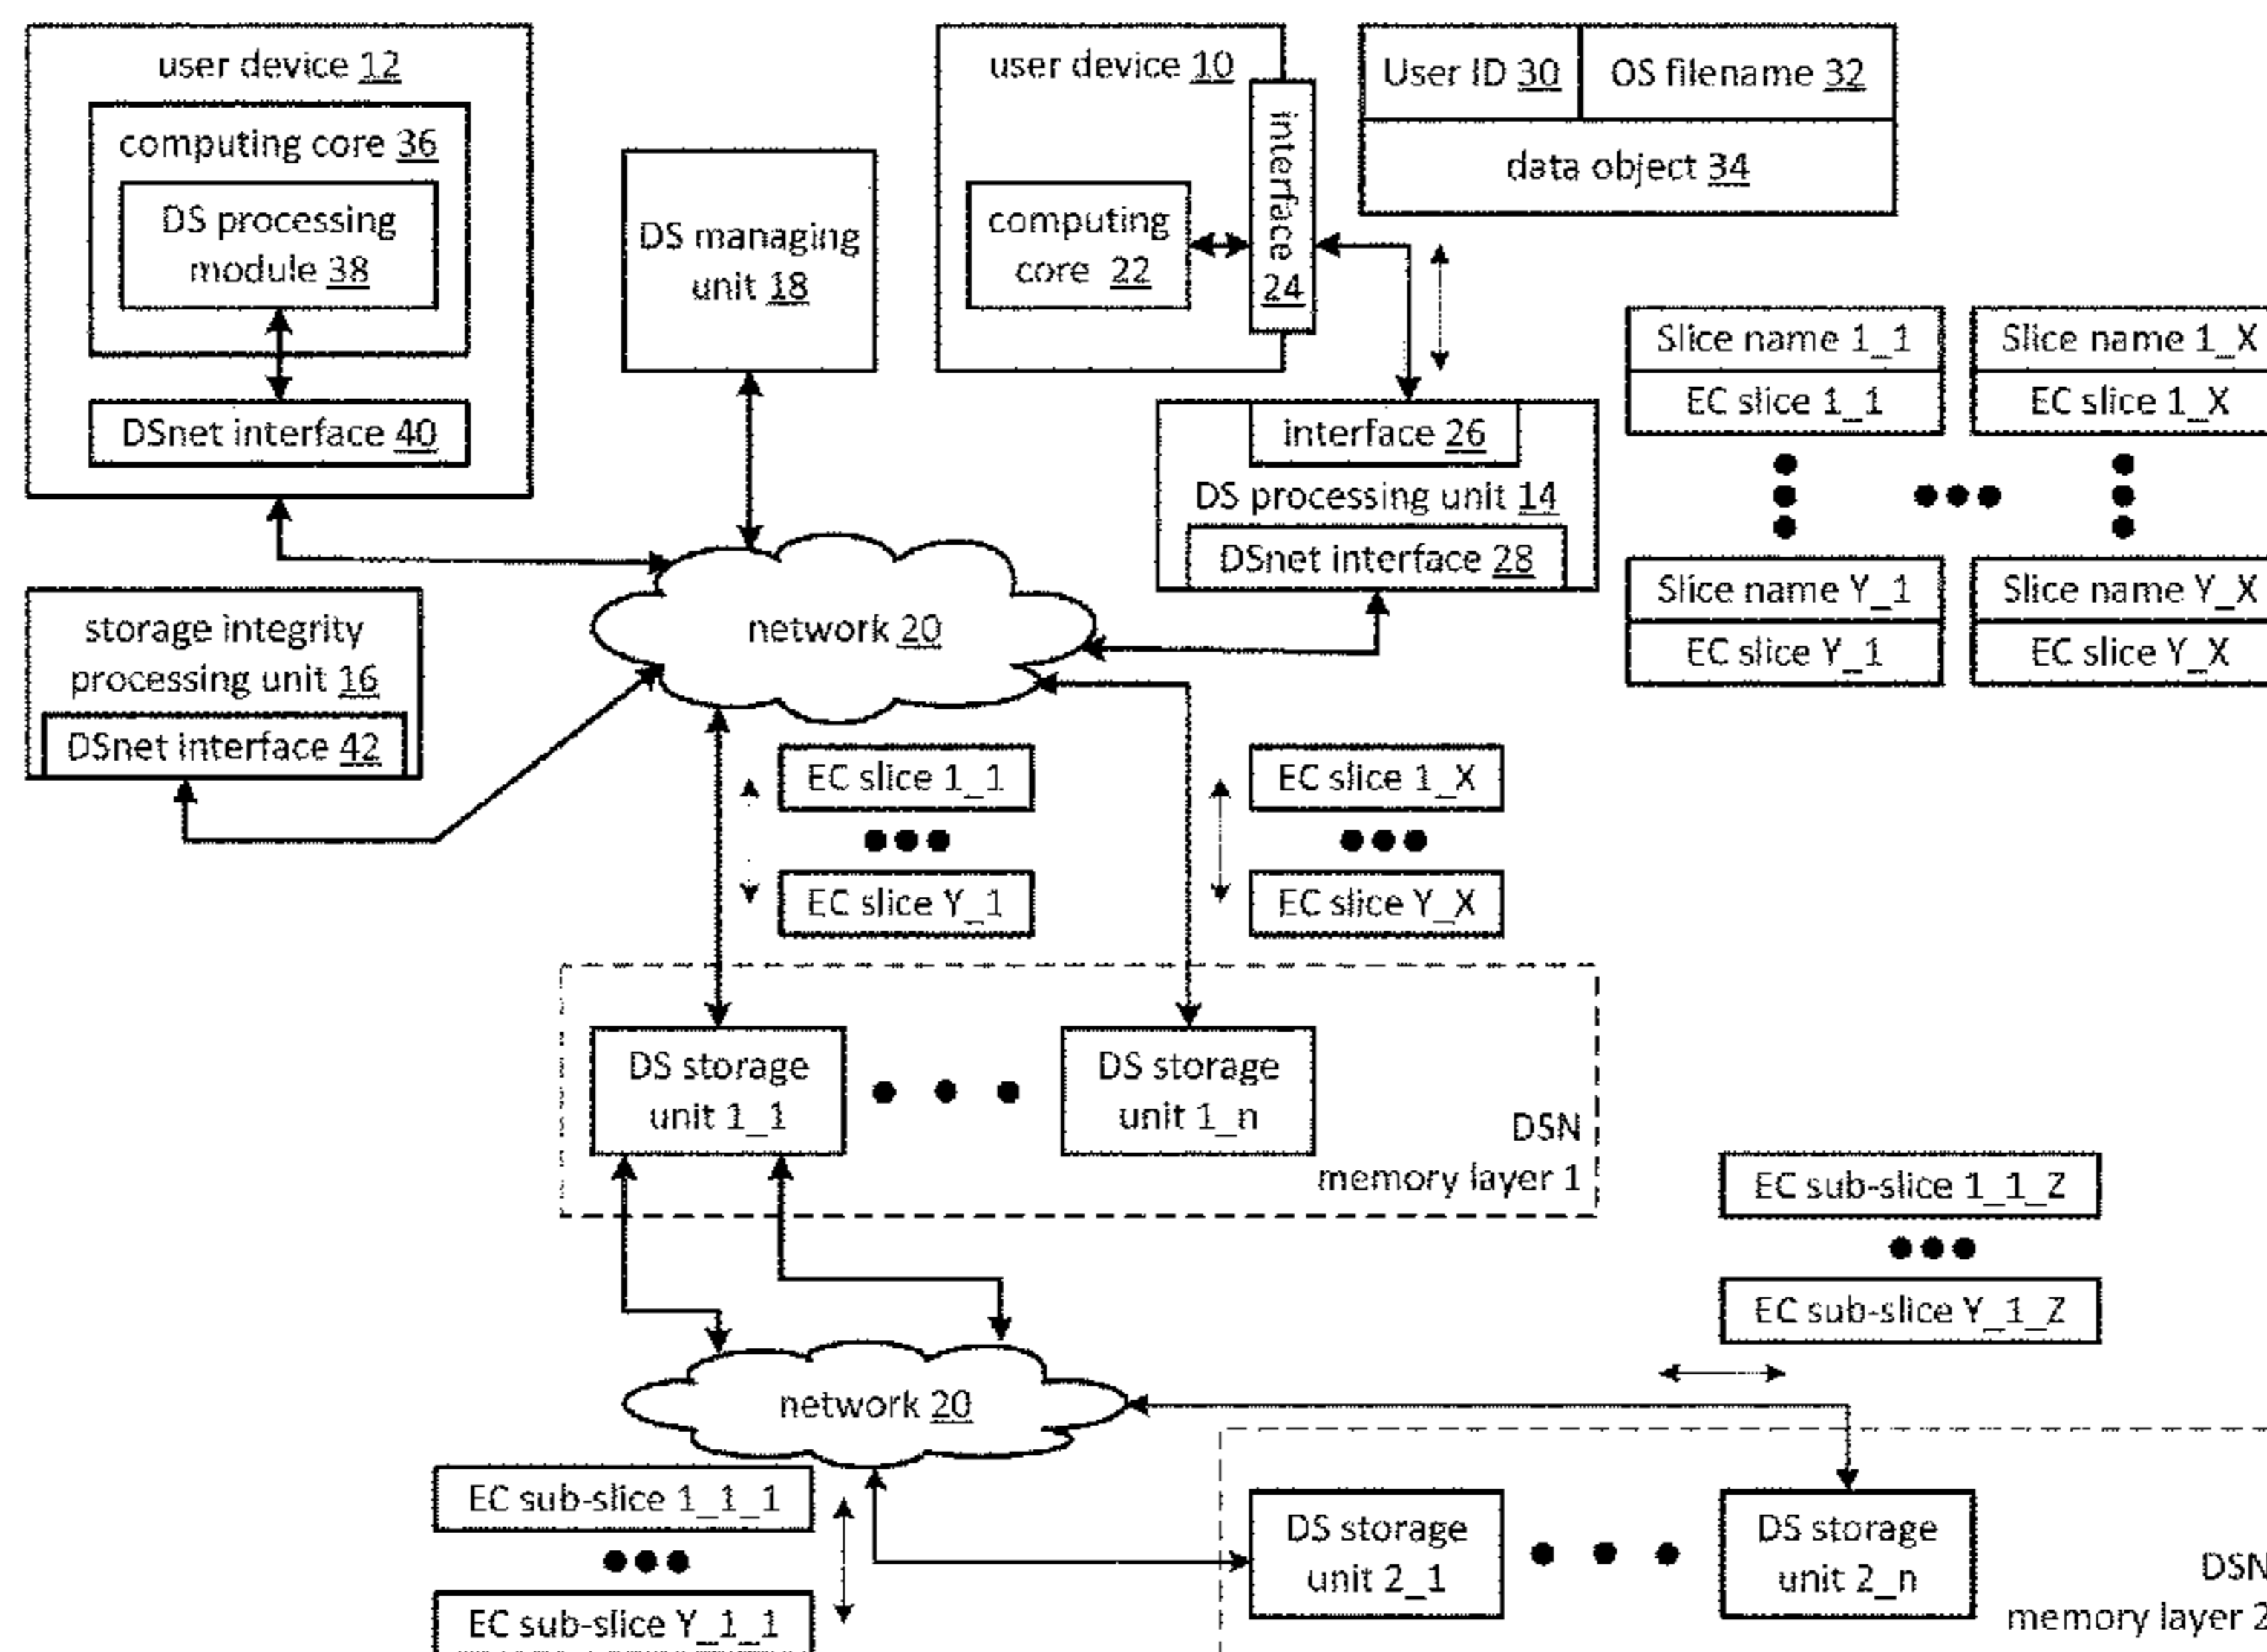 user device 12
computing core 36
DS processing
module 38
DSnet interface 40
DS managing
unit 18
user device 10
computing
core 22
interface
24
User ID 30
OS filename 32
data object 34
interface 26
DS processing unit 14
DSnet interface 28
Slice name 1_1
EC slice 1_1
Slice name 1_X
EC slice 1_X
Slice name Y_1
EC slice Y_1
Slice name Y_X
EC slice Y_X
network 20
storage integrity
processing unit 16
DSnet interface 42
EC slice 1_1
EC slice Y_1
EC slice 1_X
EC slice Y_X
DS storage
unit 1_1
DS storage
unit 1_n
DSN
memory layer 1
EC sub-slice 1_1_Z
EC sub-slice Y_1_Z
network 20
EC sub-slice 1_1_1
EC sub-slice Y_1_1
DS storage
unit 2_1
DS storage
unit 2_n
DSN
memory layer 2